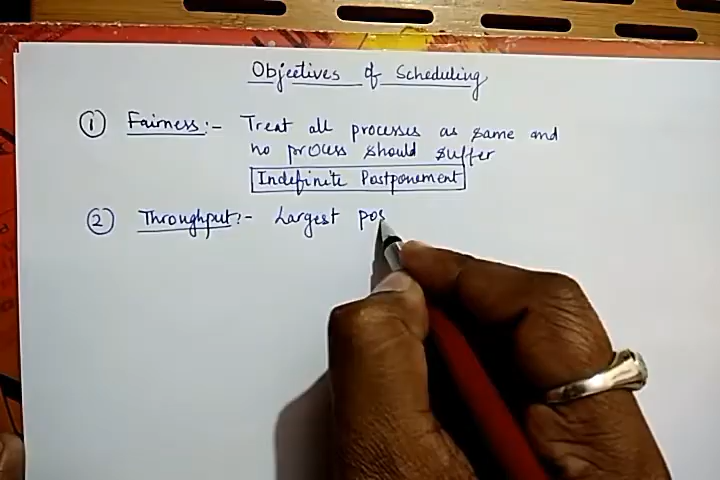 Objectives of Scheduling
① Fairness:- Treat all processes as same and
no process should suffer
Indefinite Postponement
② Throughput:- Largest pos